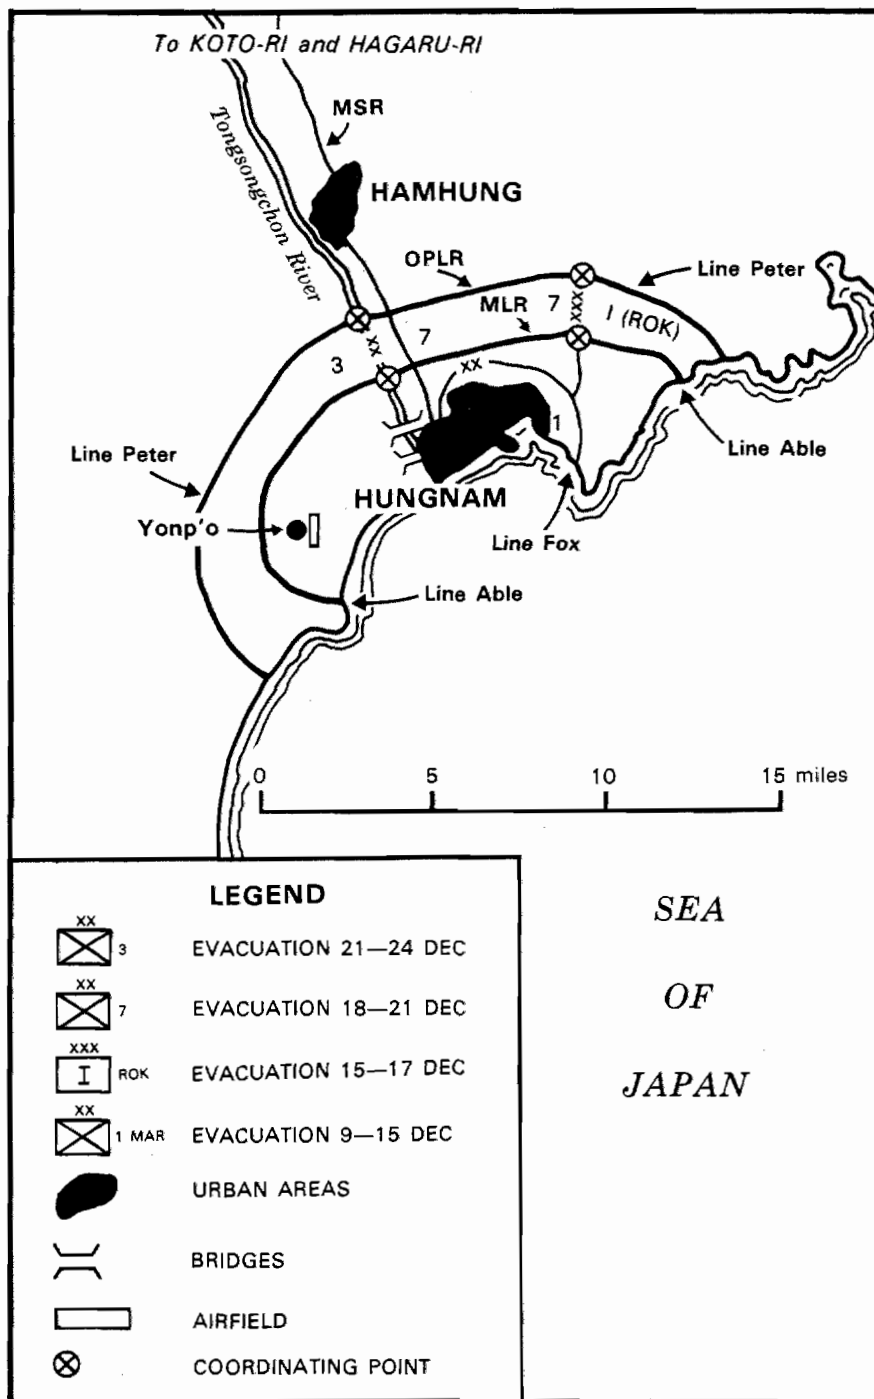 To KOTO-RI and HAGARU-RI
MSR
Tongsongchon River
HAMHUNG
OPLR
Line Peter
7
MLR
7
xxx
I (ROK)
xx
3
xx
1
Line Peter
Line Able
HUNGNAM
Yonp'o
Line Fox
Line Able
0 5 10 15 miles
LEGEND
xx
3 EVACUATION 21—24 DEC
xx
7 EVACUATION 18—21 DEC
xxx
I ROK EVACUATION 15—17 DEC
xx
1 MAR EVACUATION 9—15 DEC
URBAN AREAS
BRIDGES
AIRFIELD
COORDINATING POINT
SEA
OF
JAPAN